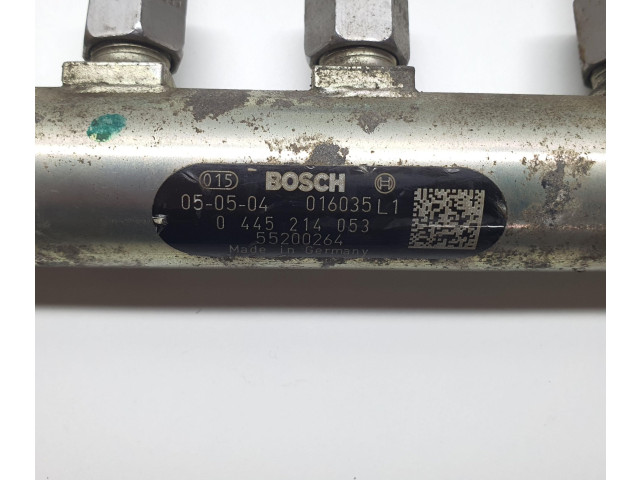 015 BOSCH
05-05-04 016035 L1
0 445 214 053
55200264
Made in Germany